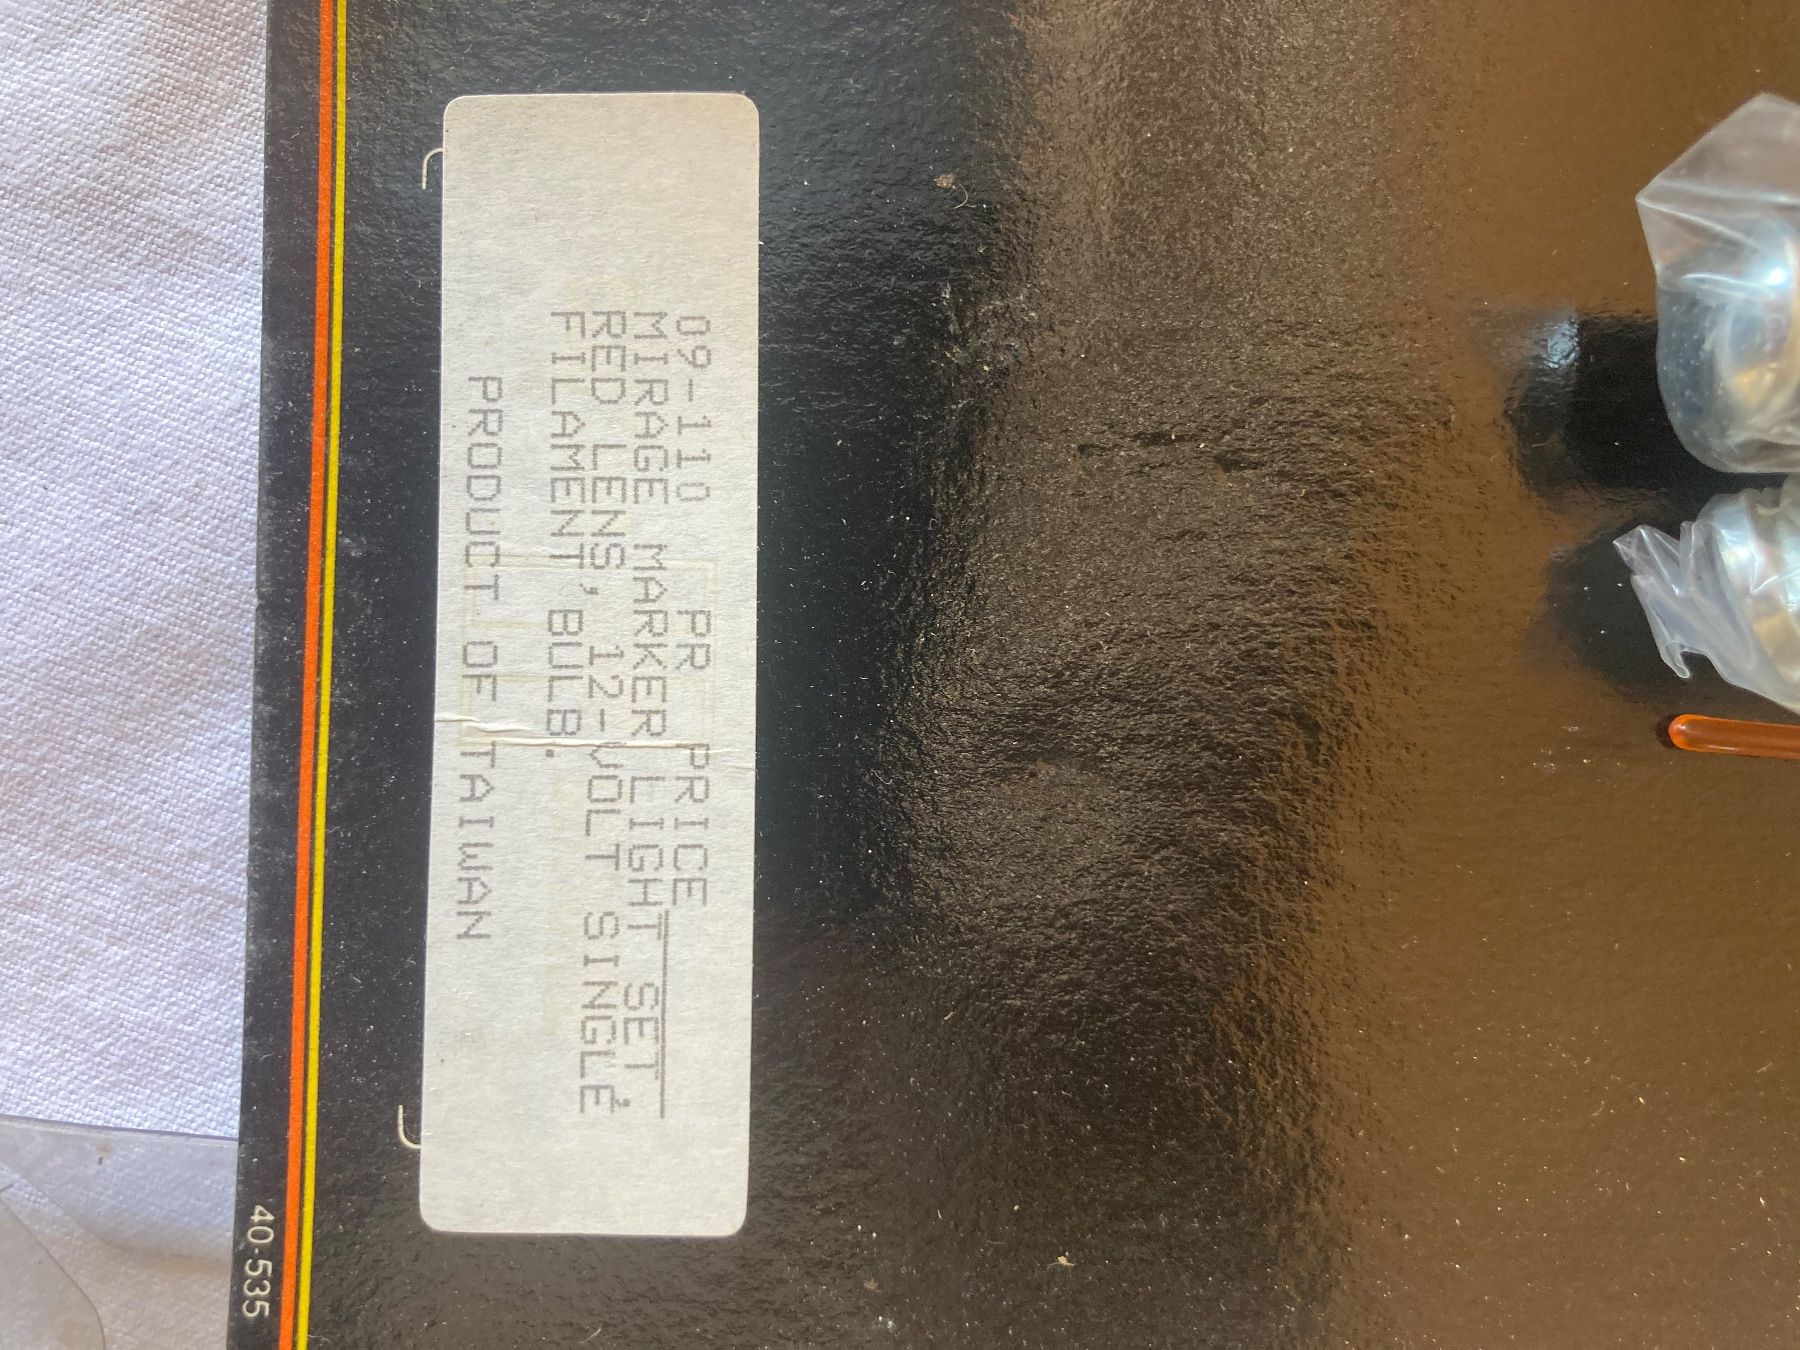 09-110 PR PRICE
MIRAGE MARKER LIGHT SET,
RED LENS, 12-VOLT SINGLE
FILAMENT BULB.
PRODUCT OF TAIWAN
40-535